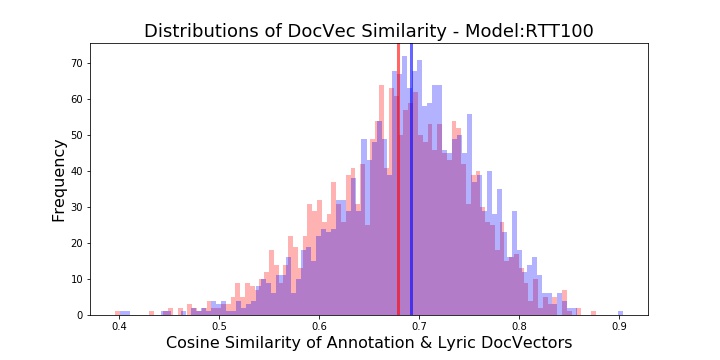 Distributions of DocVec Similarity - Model:RTT100
Frequency
70
60
50
40
30
20
10
0
0.4 0.5 0.6 0.7 0.8 0.9
Cosine Similarity of Annotation & Lyric DocVectors